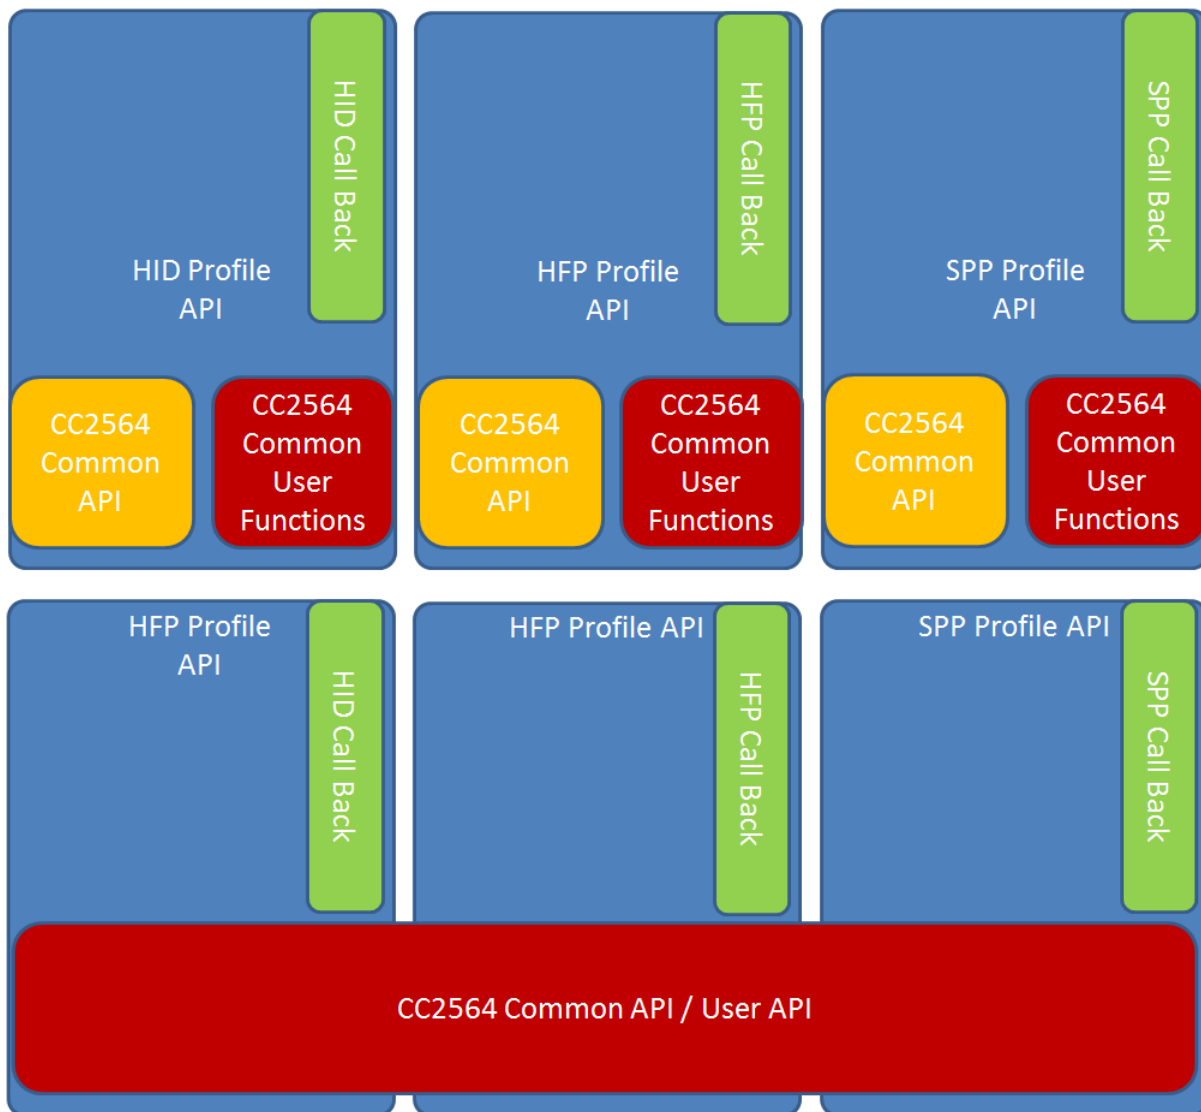 HID Call Back
HID Profile
API
CC2564
Common
API
CC2564
Common
User
Functions
HFP Call Back
HFP Profile
API
CC2564
Common
API
CC2564
Common
User
Functions
SPP Call Back
SPP Profile
API
CC2564
Common
API
CC2564
Common
User
Functions
HFP Profile
API
HID Call Back
HFP Profile API
HFP Call Back
SPP Profile API
SPP Call Back
CC2564 Common API / User API